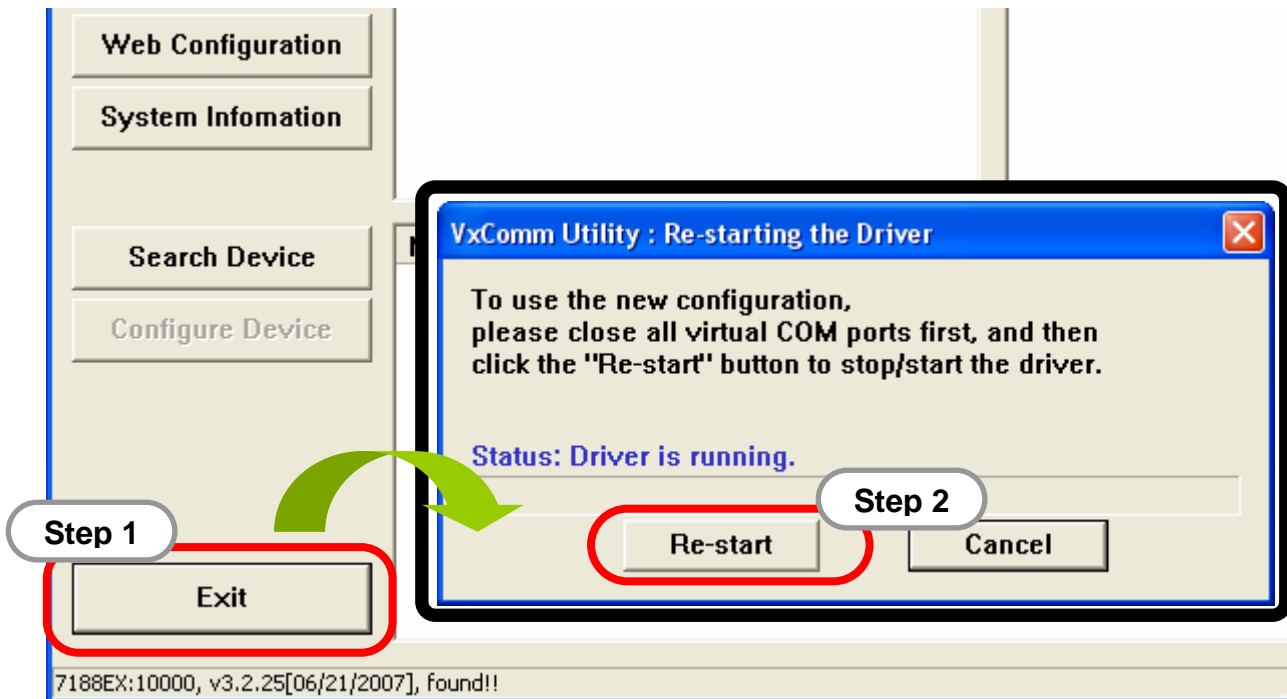 Web Configuration
System Infomation
Search Device
Configure Device
Step 1
Exit
VxComm Utility : Re-starting the Driver
To use the new configuration,
please close all virtual COM ports first, and then
click the "Re-start" button to stop/start the driver.
Status: Driver is running.
Step 2
Re-start
Cancel
7188EX:10000, v3.2.25[06/21/2007], found!!